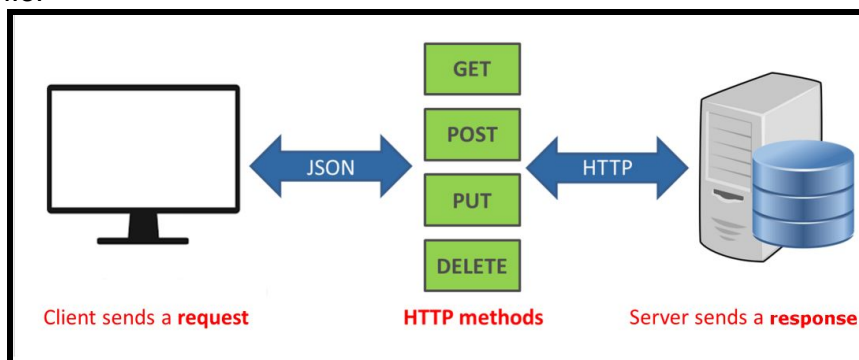 GET
POST
JSON
HTTP
PUT
DELETE
Client sends a request
HTTP methods
Server sends a response